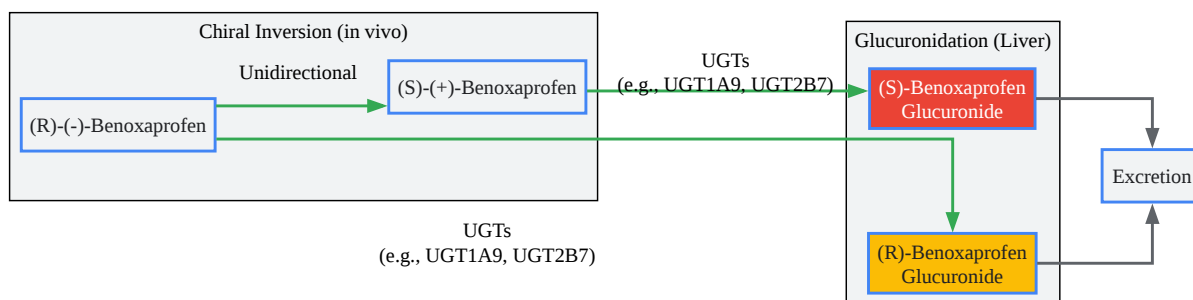 Chiral Inversion (in vivo)
Unidirectional
(R)-(-)-Benoxaprofen
(S)-(+)-Benoxaprofen
UGTs
(e.g., UGT1A9, UGT2B7)
Glucuronidation (Liver)
(S)-Benoxaprofen
Glucuronide
Excretion
UGTs
(e.g., UGT1A9, UGT2B7)
(R)-Benoxaprofen
Glucuronide